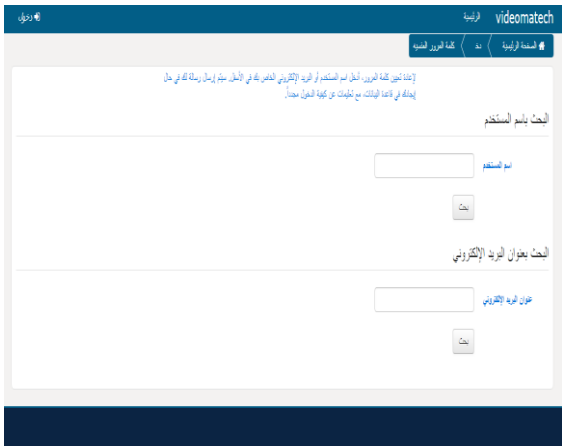 videomatech
الرئيسية
دخول
الصفحة الرئيسية
دخ
كلمة المرور المنسية
لإعادة تعيين كلمة المرور، أدخل اسم المستخدم أو البريد الإلكتروني الخاص بك في الأسفل. سيتم إرسال رسالة لك في حال
إيجادك في قاعدة البيانات، مع تعليمات عن كيفية الدخول مجدداً.
البحث باسم المستخدم
اسم المستخدم
بحث
البحث بعنوان البريد الإلكتروني
عنوان البريد الإلكتروني
بحث